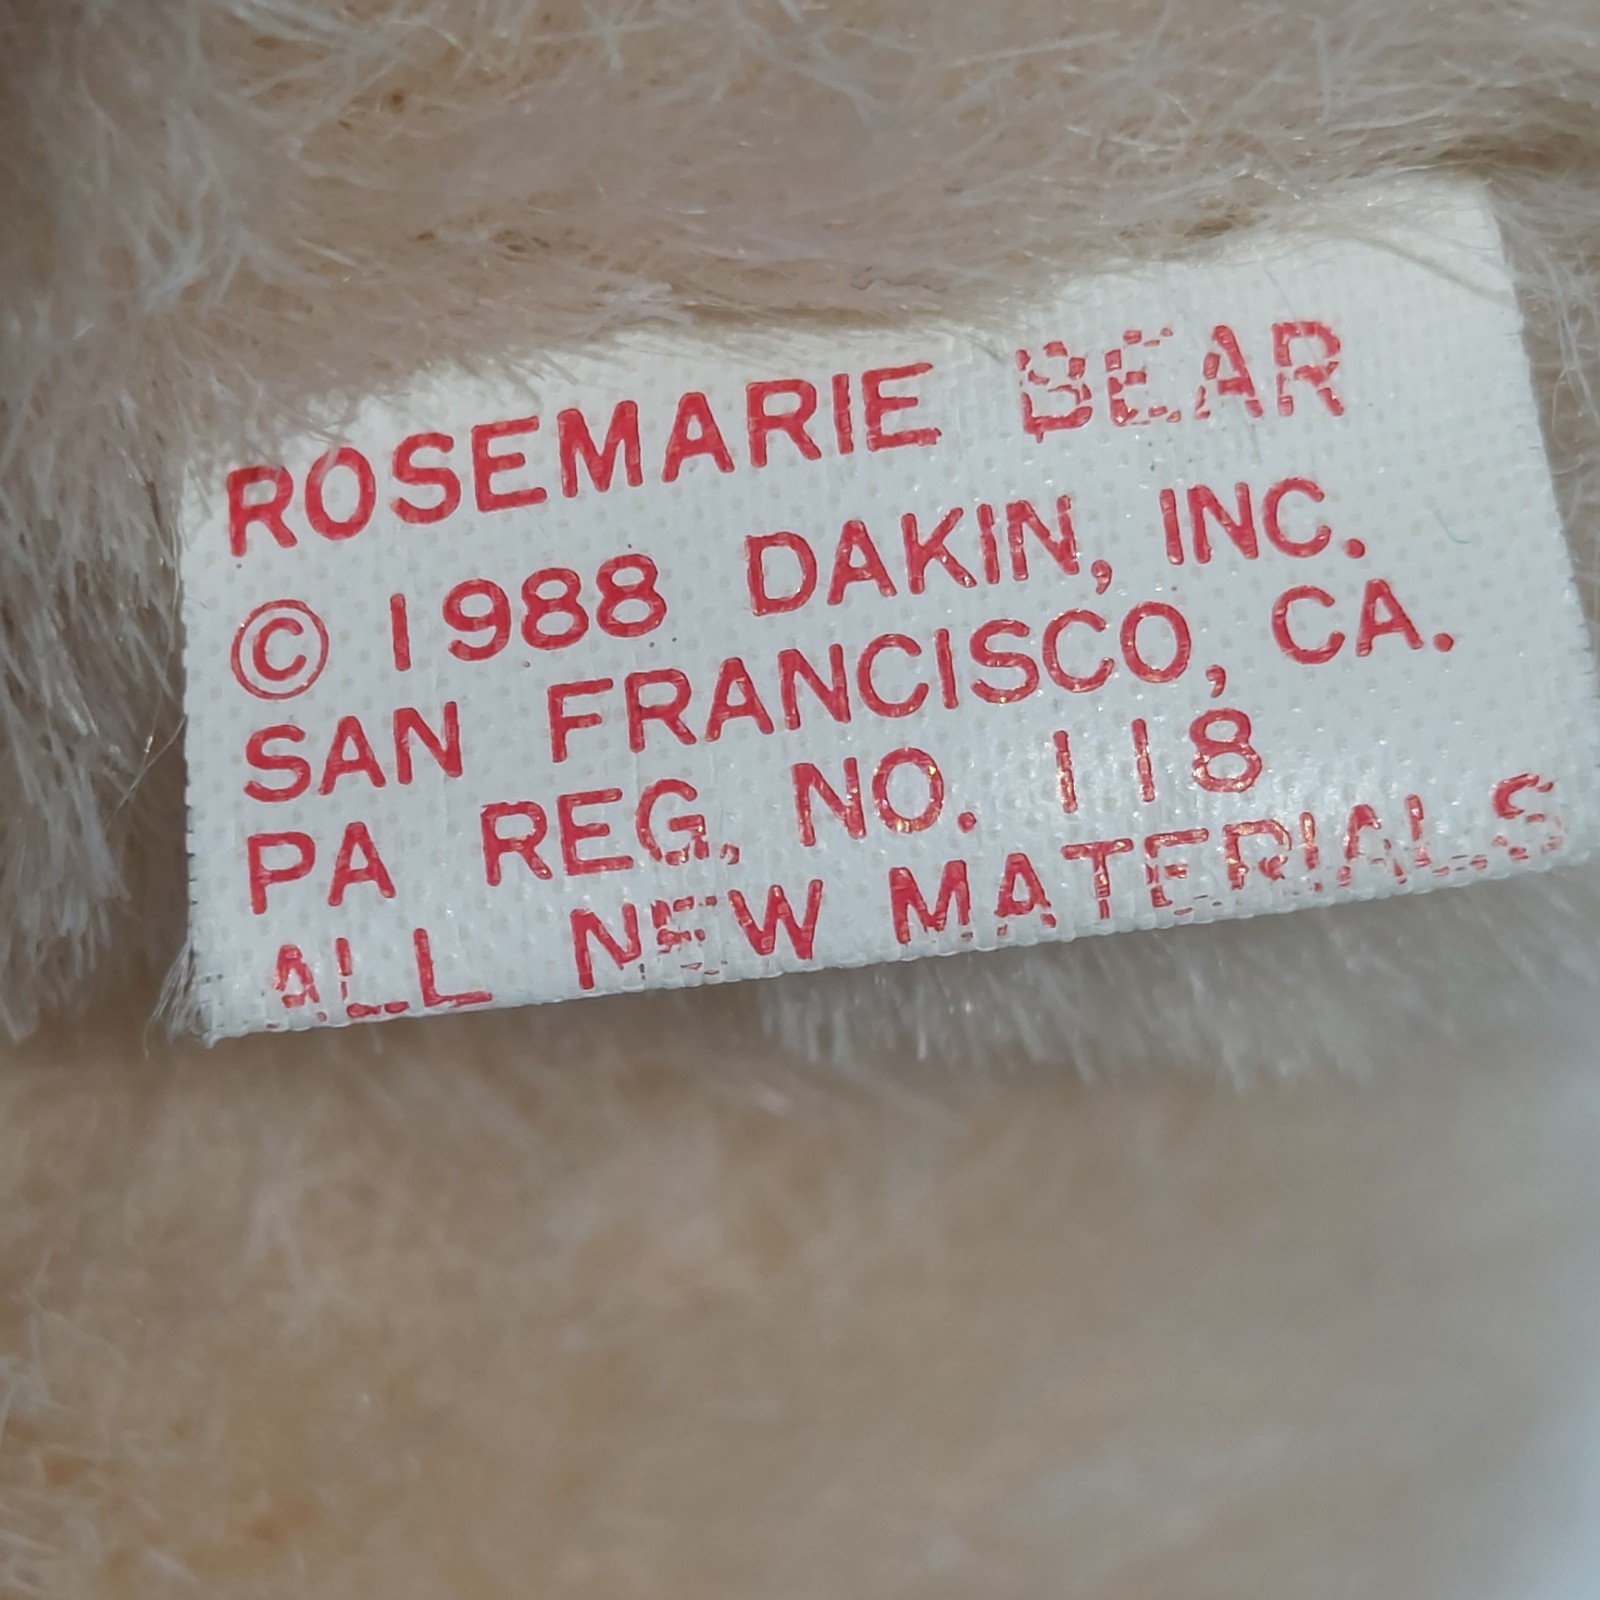 ROSEMARIE BEAR
© 1988 DAKIN, INC.
SAN FRANCISCO, CA.
PA REG. NO. 118
ALL NEW MATERIALS